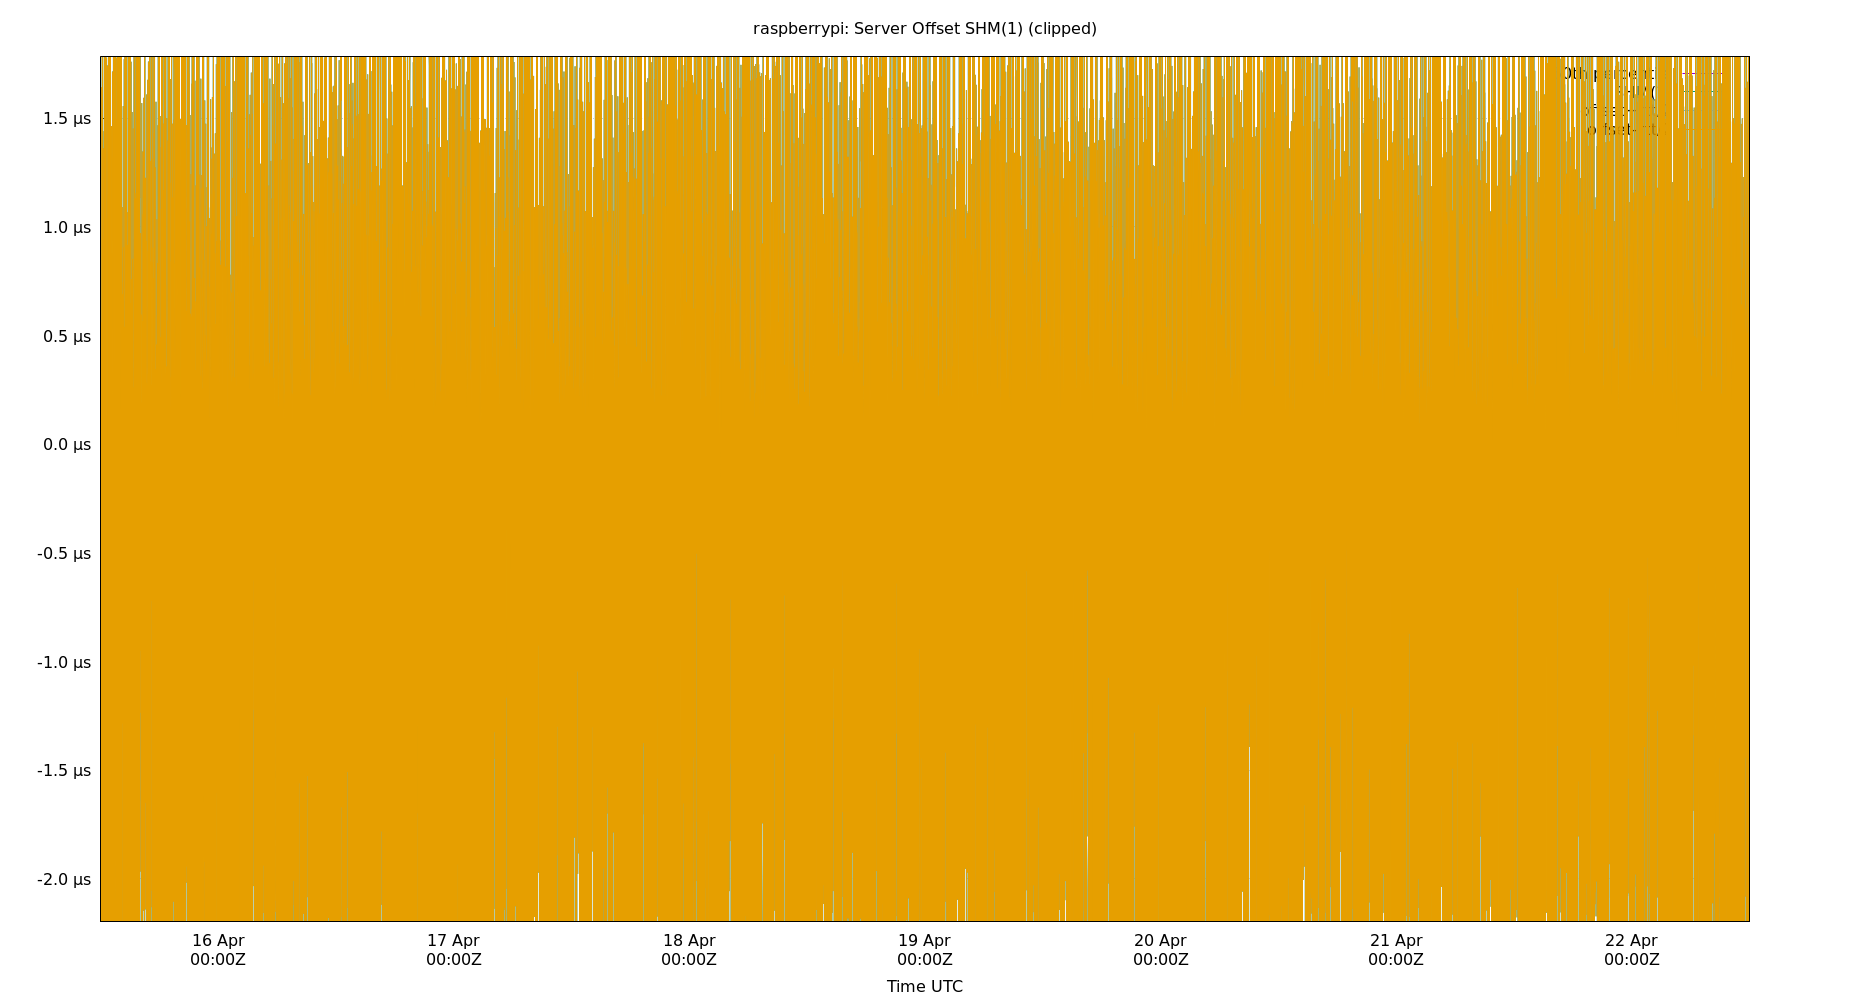 raspberrypi: Server Offset SHM(1) (clipped)
1.5 µs
1.0 µs
0.5 µs
0.0 µs
-0.5 µs
-1.0 µs
-1.5 µs
-2.0 µs
16 Apr 17 Apr 18 Apr 19 Apr 20 Apr 21 Apr 22 Apr
00:00Z 00:00Z 00:00Z 00:00Z 00:00Z 00:00Z 00:00Z
Time UTC